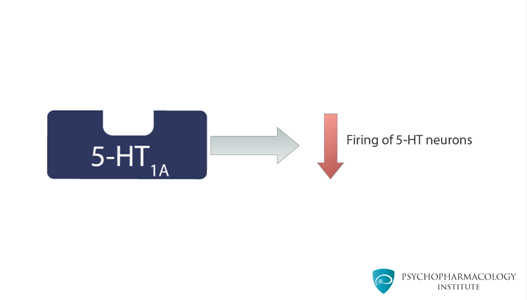 5-HT1A
Firing of 5-HT neurons
PSYCHOPHARMACOLOGY
INSTITUTE